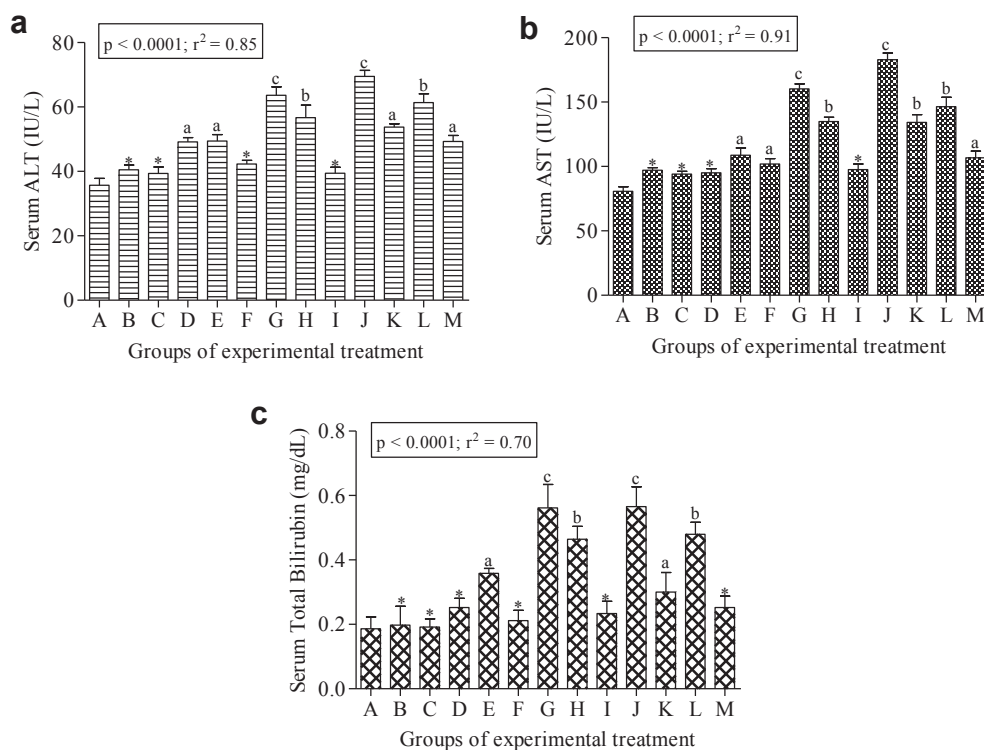 a
p < 0.0001; r² = 0.85
Serum ALT (IU/L)
80
60
40
20
0
* * a a * c b * c a b a
A B C D E F G H I J K L M
Groups of experimental treatment
b
p < 0.0001; r² = 0.91
Serum AST (IU/L)
200
150
100
50
0
* * * a a c b * c b b a
A B C D E F G H I J K L M
Groups of experimental treatment
c
p < 0.0001; r² = 0.70
Serum Total Bilirubin (mg/dL)
0.8
0.6
0.4
0.2
0.0
* * * a * c b * c a b *
A B C D E F G H I J K L M
Groups of experimental treatment